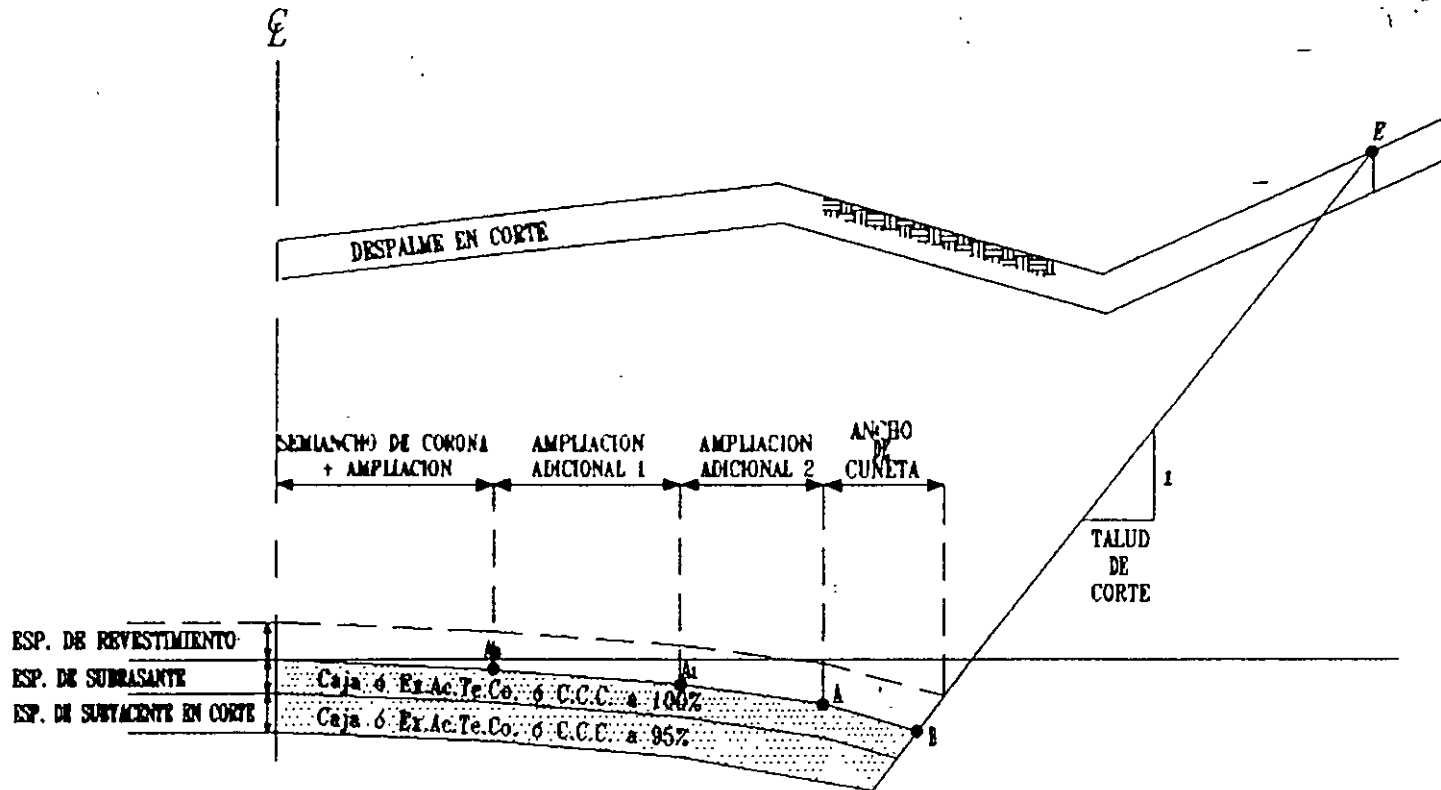 ℄
E
DESPALME EN CORTE
SEMIANCHO DE CORONA
+ AMPLIACION
AMPLIACION
ADICIONAL 1
AMPLIACION
ADICIONAL 2
ANCHO
DE
CUNETA
1
TALUD
DE
CORTE
ESP. DE REVESTIMIENTO
ESP. DE SUBRASANTE
ESP. DE SUBYACENTE EN CORTE
A1
A
B
Caja ó Ex.Ac.Te.Co. ó C.C.C. a 100%
Caja ó Ex.Ac.Te.Co. ó C.C.C. a 95%